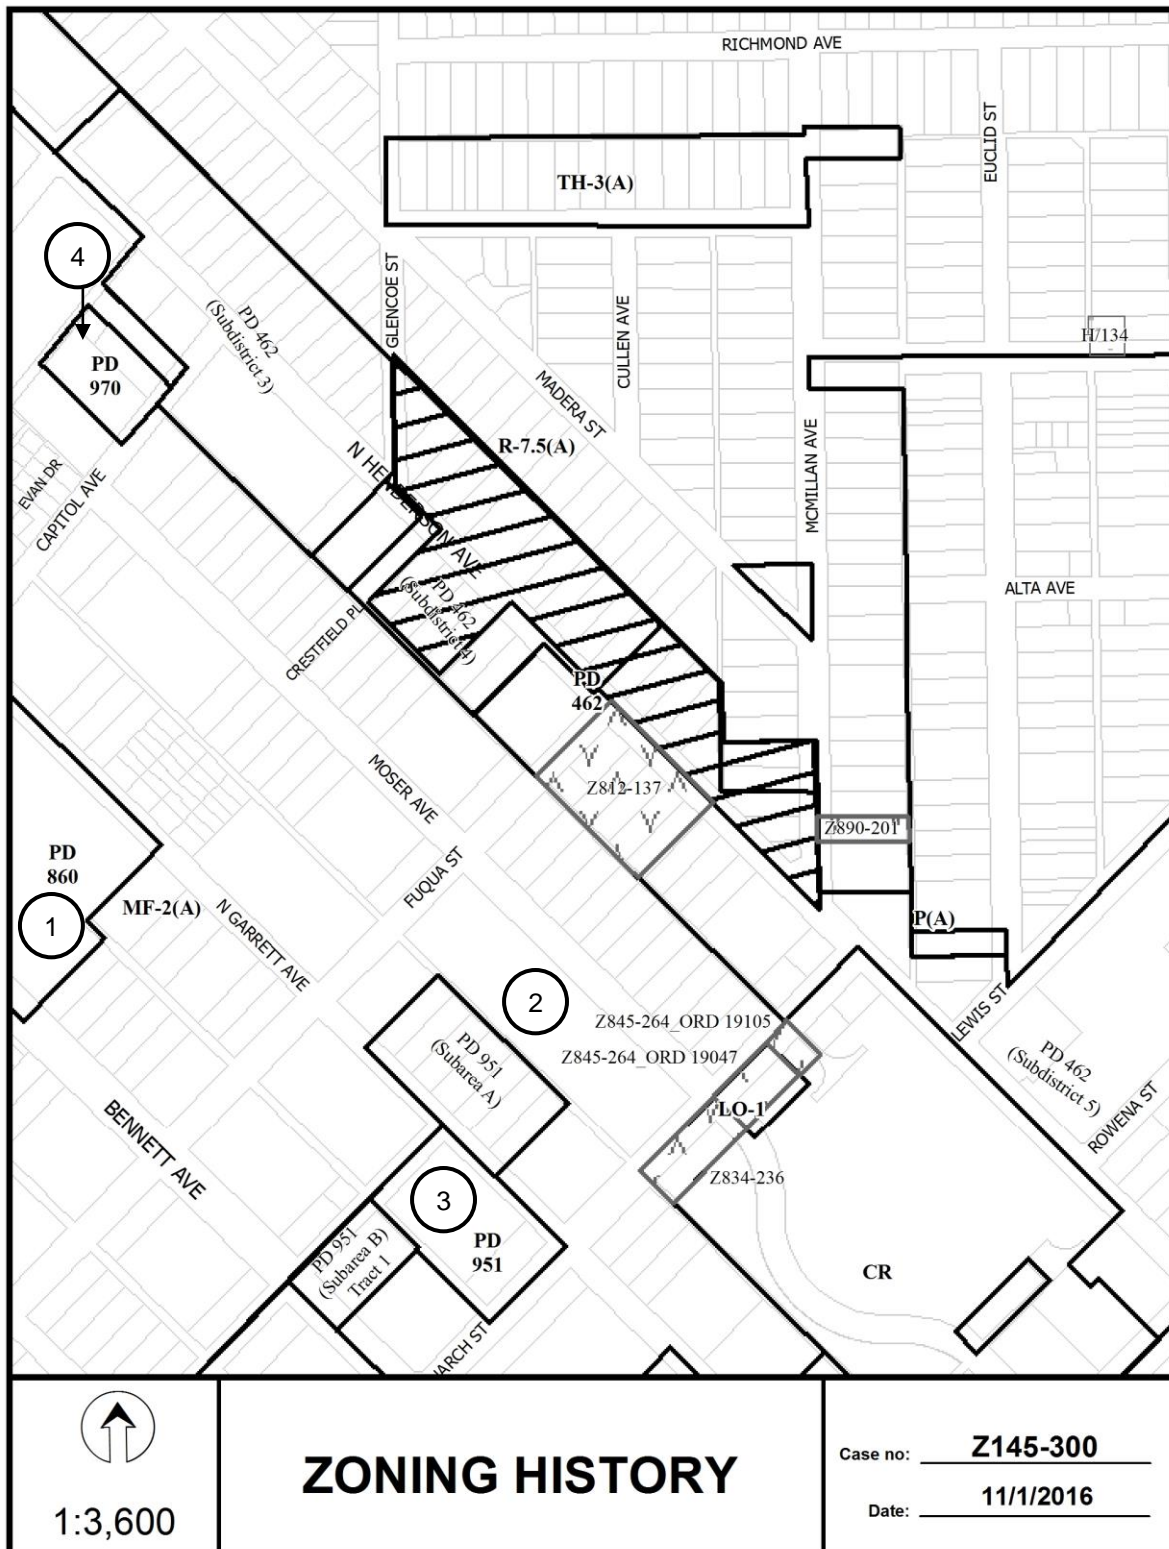 RICHMOND AVE
EUCLID ST
TH-3(A)
4
GLENCOE ST
PD 462
(Subdistrict 3)
CULLEN AVE
H/134
PD
970
MADERA ST
R-7.5(A)
MCMILLAN AVE
N HENDERSON AVE
EVAN DR
CAPITOL AVE
ALTA AVE
PD 462
(Subdistrict 4)
CRESTFIELD PL
PD
462
MOSER AVE
Z812-137
Z890-201
FUQUA ST
PD
860
1
MF-2(A)
N GARRETT AVE
P(A)
2
LEWIS ST
Z845-264_ORD 19105
Z845-264_ORD 19047
PD 951
(Subarea A)
PD 462
(Subdistrict 5)
ROWENA ST
LO-1
BENNETT AVE
Z834-236
3
PD
951
PD 951
(Subarea B)
Tract 1
CR
1:3,600
ZONING HISTORY
Case no: Z145-300
Date: 11/1/2016